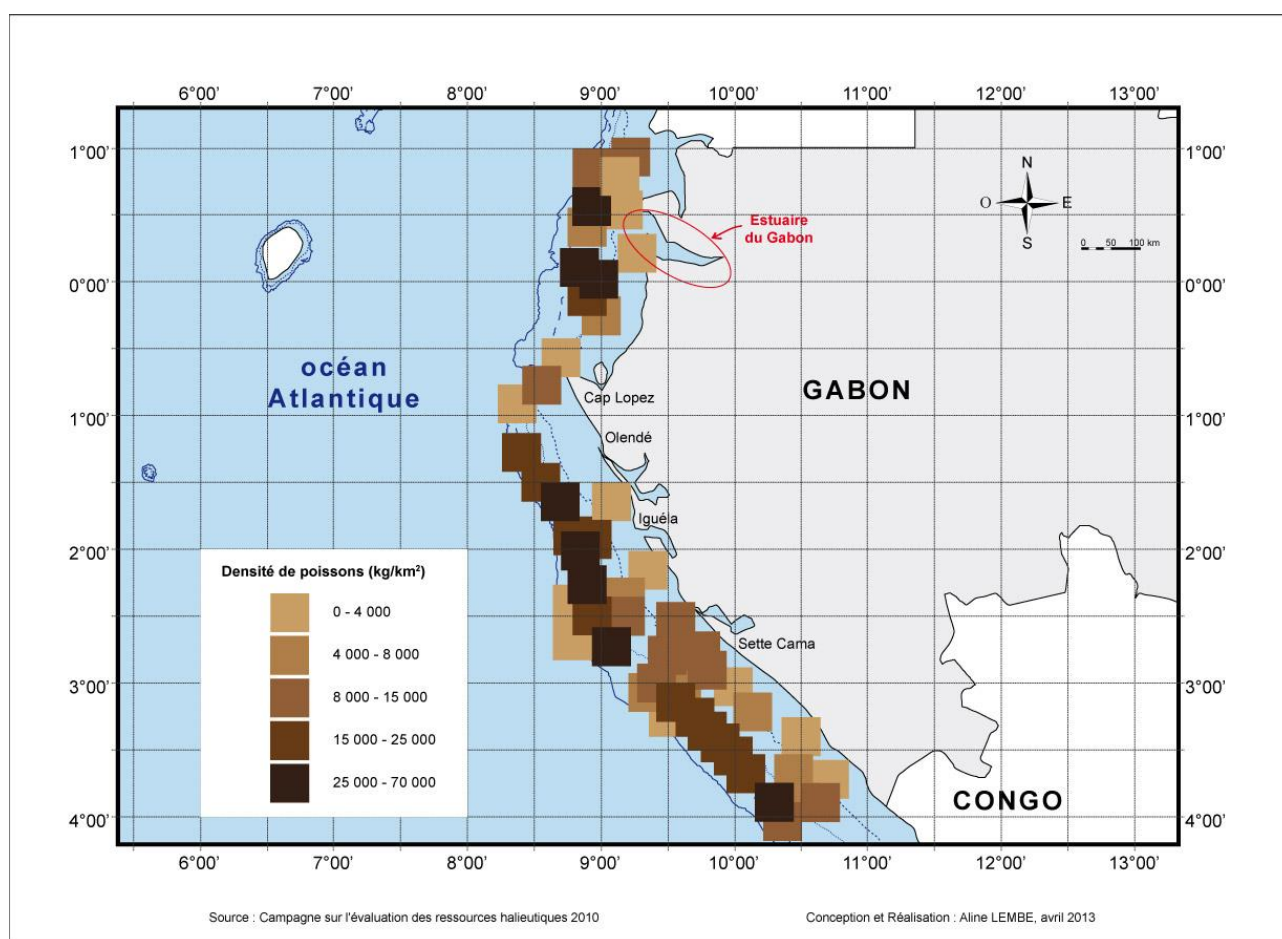 6°00' 7°00' 8°00' 9°00' 10°00' 11°00' 12°00' 13°00'
1°00' 1°00'
N
O E
S
Estuaire
du Gabon
0 50 100 km
0°00' 0°00'
océan
Atlantique
GABON
Cap Lopez
1°00' 1°00'
Olendé
Iguéla
2°00' 2°00'
Densité de poissons (kg/km²)
0 - 4 000
4 000 - 8 000
8 000 - 15 000
15 000 - 25 000
25 000 - 70 000
Sette Cama
3°00' 3°00'
CONGO
4°00' 4°00'
6°00' 7°00' 8°00' 9°00' 10°00' 11°00' 12°00' 13°00'
Source : Campagne sur l'évaluation des ressources halieutiques 2010
Conception et Réalisation : Aline LEMBE, avril 2013